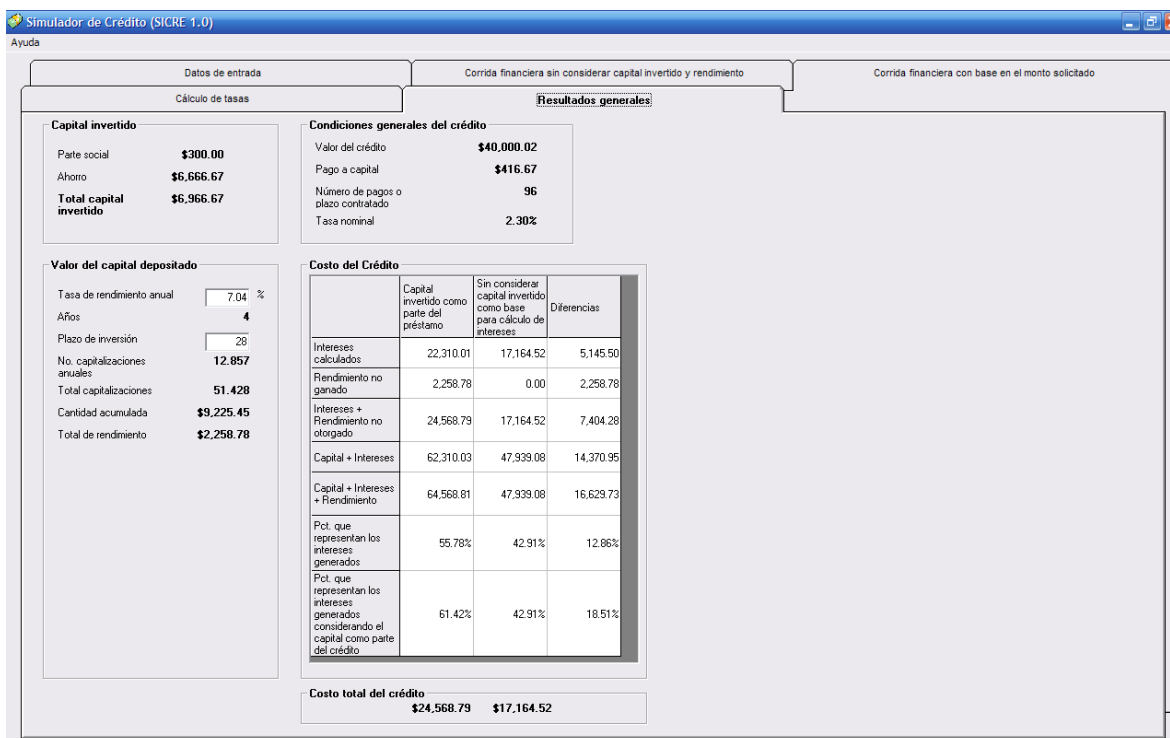 Simulador de Crédito (SICRE 1.0)
Ayuda
Datos de entrada
Corrida financiera sin considerar capital invertido y rendimiento
Corrida financiera con base en el monto solicitado
Cálculo de tasas
Resultados generales
Capital invertido
Parte social $300.00
Ahorro $6,666.67
Total capital $6,966.67
invertido
Condiciones generales del crédito
Valor del crédito $40,000.02
Pago a capital $416.67
Número de pagos o 96
plazo contratado
Tasa nominal 2.30%
Valor del capital depositado
Tasa de rendimiento anual 7.04 %
Años 4
Plazo de inversión 28
No. capitalizaciones 12.857
anuales
Total capitalizaciones 51.428
Cantidad acumulada $9,225.45
Total de rendimiento $2,258.78
Costo del Crédito
Capital
invertido como
parte del
préstamo
Sin considerar
capital invertido
como base
para cálculo de
intereses
Diferencias
Intereses
calculados
22,310.01 17,164.52 5,145.50
Rendimiento no
ganado
2,258.78 0.00 2,258.78
Intereses +
Rendimiento no
otorgado
24,568.79 17,164.52 7,404.28
Capital + Intereses 62,310.03 47,939.08 14,370.95
Capital + Intereses
+ Rendimiento
64,568.81 47,939.08 16,629.73
Pct. que
representan los
intereses
generados
55.78% 42.91% 12.86%
Pct. que
representan los
intereses
generados
considerando el
capital como parte
del crédito
61.42% 42.91% 18.51%
Costo total del crédito
$24,568.79 $17,164.52